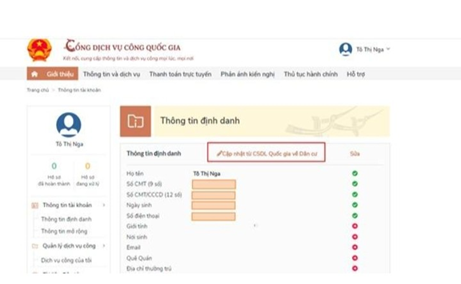 CỔNG DỊCH VỤ CÔNG QUỐC GIA
Kết nối, cung cấp thông tin và dịch vụ công mọi lúc, mọi nơi
Tô Thị Nga
Giới thiệu Thông tin và dịch vụ Thanh toán trực tuyến Phản ánh kiến nghị Thủ tục hành chính Hỗ trợ
Trang chủ Thông tin tài khoản
Tô Thị Nga
0 0
Hồ sơ Hồ sơ
đã hoàn thành đang xử lý
Thông tin tài khoản
Thông tin định danh
Thông tin mở rộng
Quản lý dịch vụ công
Dịch vụ công của tôi
Thông tin định danh
Thông tin định danh Cập nhật từ CSDL Quốc gia về Dân cư Sửa
Họ tên Tô Thị Nga
Số CMT (9 số)
Số CMT/CCCD (12 số)
Ngày sinh
Số điện thoại
Giới tính
Nơi sinh
Email
Quê Quán
Địa chỉ thường trú